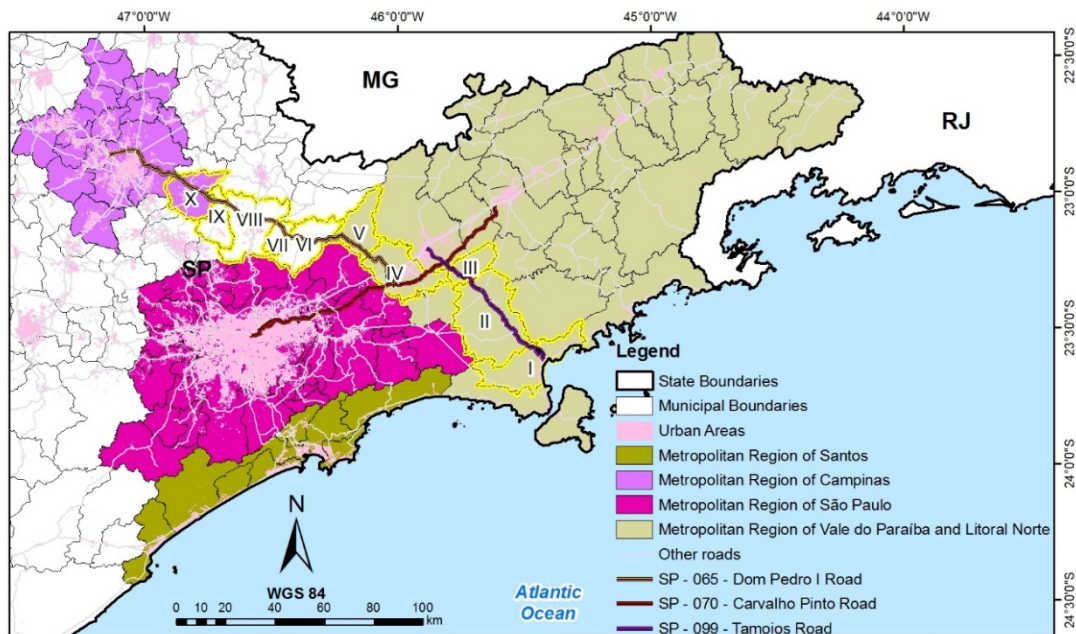 47°0'0"W
46°0'0"W
45°0'0"W
44°0'0"W
22°30'0"S
23°0'0"S
23°30'0"S
24°0'0"S
24°30'0"S
MG
RJ
SP
X
IX
VIII
VII
VI
V
IV
III
II
I
Legend
State Boundaries
Municipal Boundaries
Urban Areas
Metropolitan Region of Santos
Metropolitan Region of Campinas
Metropolitan Region of São Paulo
Metropolitan Region of Vale do Paraíba and Litoral Norte
Other roads
SP - 065 - Dom Pedro I Road
SP - 070 - Carvalho Pinto Road
SP - 099 - Tamoios Road
N
WGS 84
0 10 20 40 60 80 100
km
Atlantic
Ocean